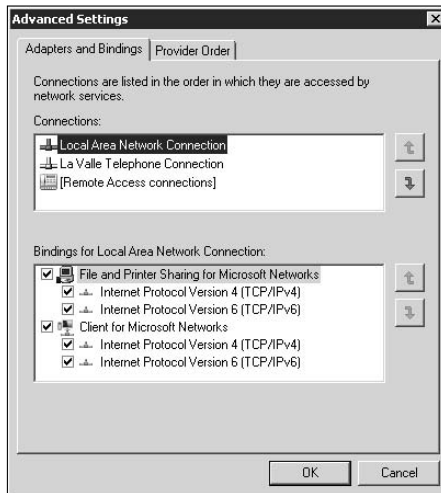 Advanced Settings
Adapters and Bindings
Provider Order
Connections are listed in the order in which they are accessed by
network services.
Connections:
Local Area Network Connection
La Valle Telephone Connection
[Remote Access connections]
Bindings for Local Area Network Connection:
File and Printer Sharing for Microsoft Networks
Internet Protocol Version 4 (TCP/IPv4)
Internet Protocol Version 6 (TCP/IPv6)
Client for Microsoft Networks
Internet Protocol Version 4 (TCP/IPv4)
Internet Protocol Version 6 (TCP/IPv6)
OK
Cancel